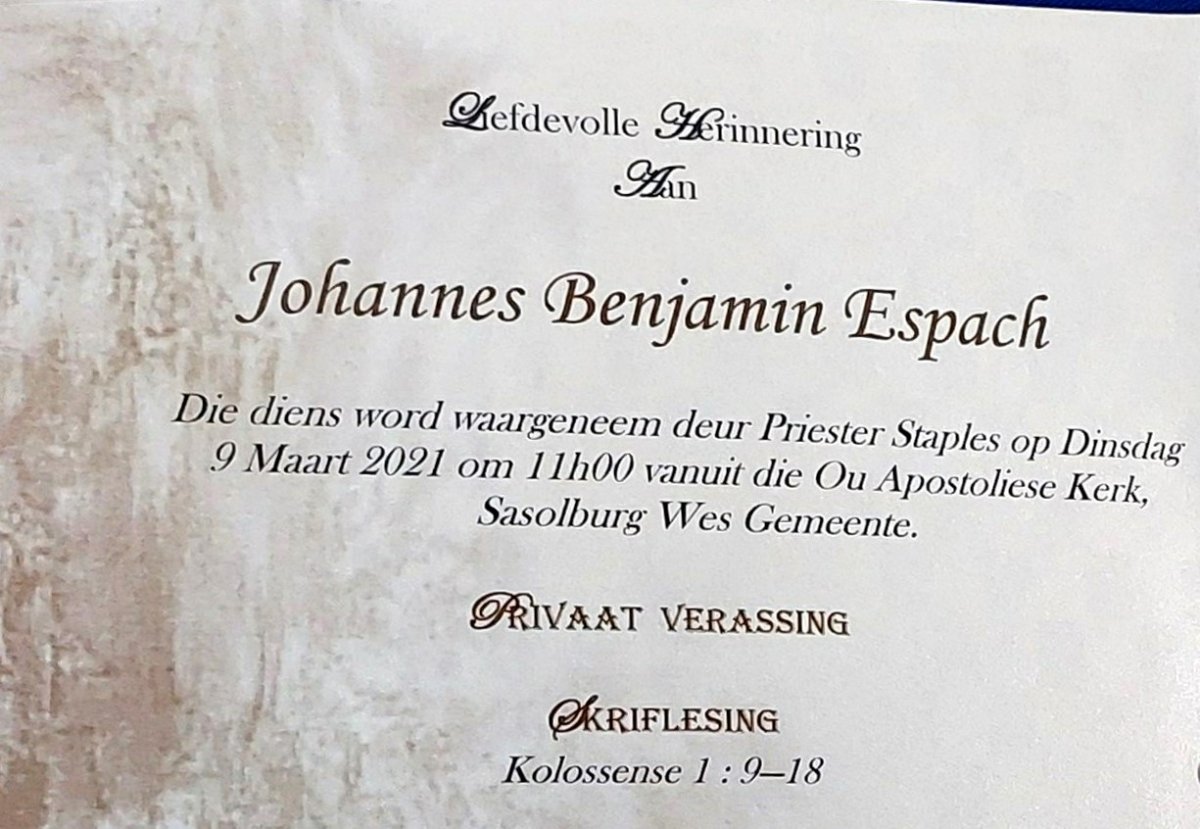 Liefdevolle Herinnering
Aan
Johannes Benjamin Espach
Die diens word waargeneem deur Priester Staples op Dinsdag
9 Maart 2021 om 11h00 vanuit die Ou Apostoliese Kerk,
Sasolburg Wes Gemeente.
PRIVAAT VERASSING
SKRIFLESING
Kolossense 1 : 9–18